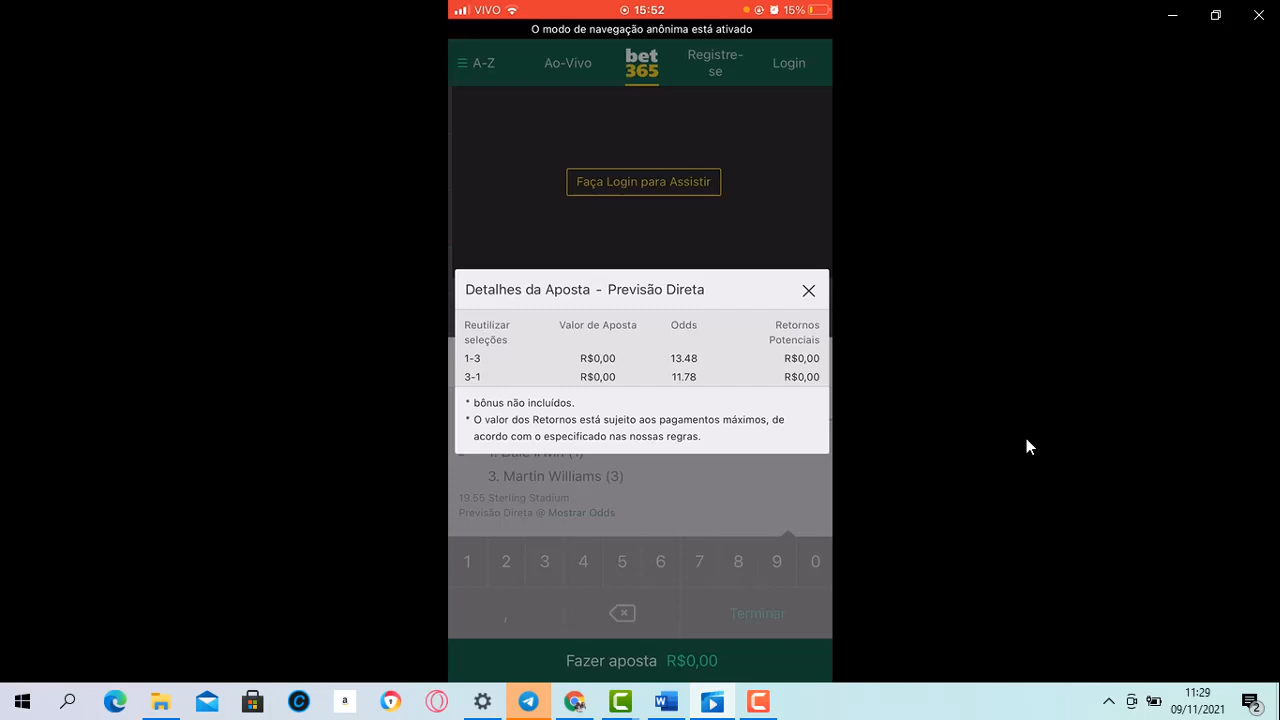 VIVO 15:52 15%
O modo de navegação anônima está ativado
A-Z Ao-Vivo bet365 Registre-se Login
Faça Login para Assistir
Detalhes da Aposta - Previsão Direta
Reutilizar seleções Valor de Aposta Odds Retornos Potenciais
1-3 R$0,00 13.48 R$0,00
3-1 R$0,00 11.78 R$0,00
* bônus não incluídos.
* O valor dos Retornos está sujeito aos pagamentos máximos, de
acordo com o especificado nas nossas regras.
3. Martin Williams (3)
19.55 Sterling Stadium
Previsão Direta @ Mostrar Odds
1 2 3 4 5 6 7 8 9 0
, Terminar
Fazer aposta R$0,00
11:29
09/11/2021
2